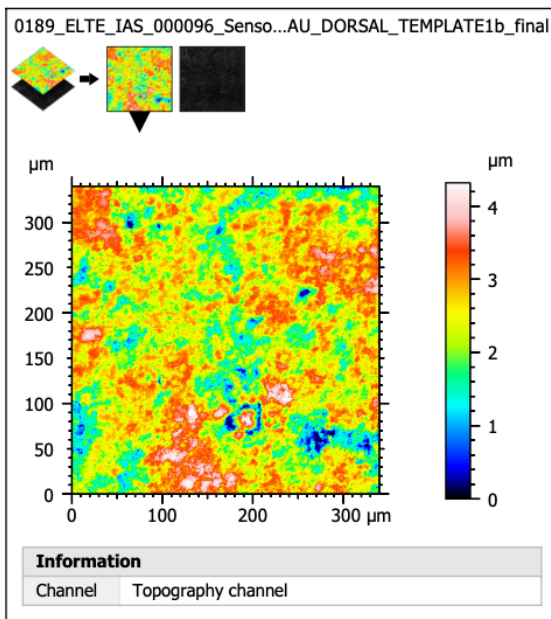 0189_ELTE_IAS_000096_Senso...AU_DORSAL_TEMPLATE1b_final
µm
µm
300
250
200
150
100
50
0
0
100
200
300 µm
4
3
2
1
0
Information
Channel Topography channel